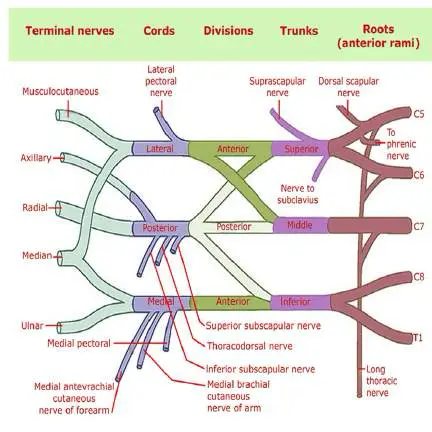 Terminal nerves
Cords
Divisions
Trunks
Roots
(anterior rami)
Lateral
pectoral
nerve
Suprascapular
nerve
Dorsal scapular
nerve
Musculocutaneous
C5
To
phrenic
nerve
Lateral
Anterior
Superior
Axillary
C6
Nerve to
subclavius
Radial
Posterior
Posterior
Middle
C7
Median
C8
Medial
Anterior
Inferior
Ulnar
Superior subscapular nerve
T1
Medial pectoral
Thoracodorsal nerve
Inferior subscapular nerve
Long
thoracic
nerve
Medial antevrachial
cutaneous
nerve of forearm
Medial brachial
cutaneous
nerve of arm